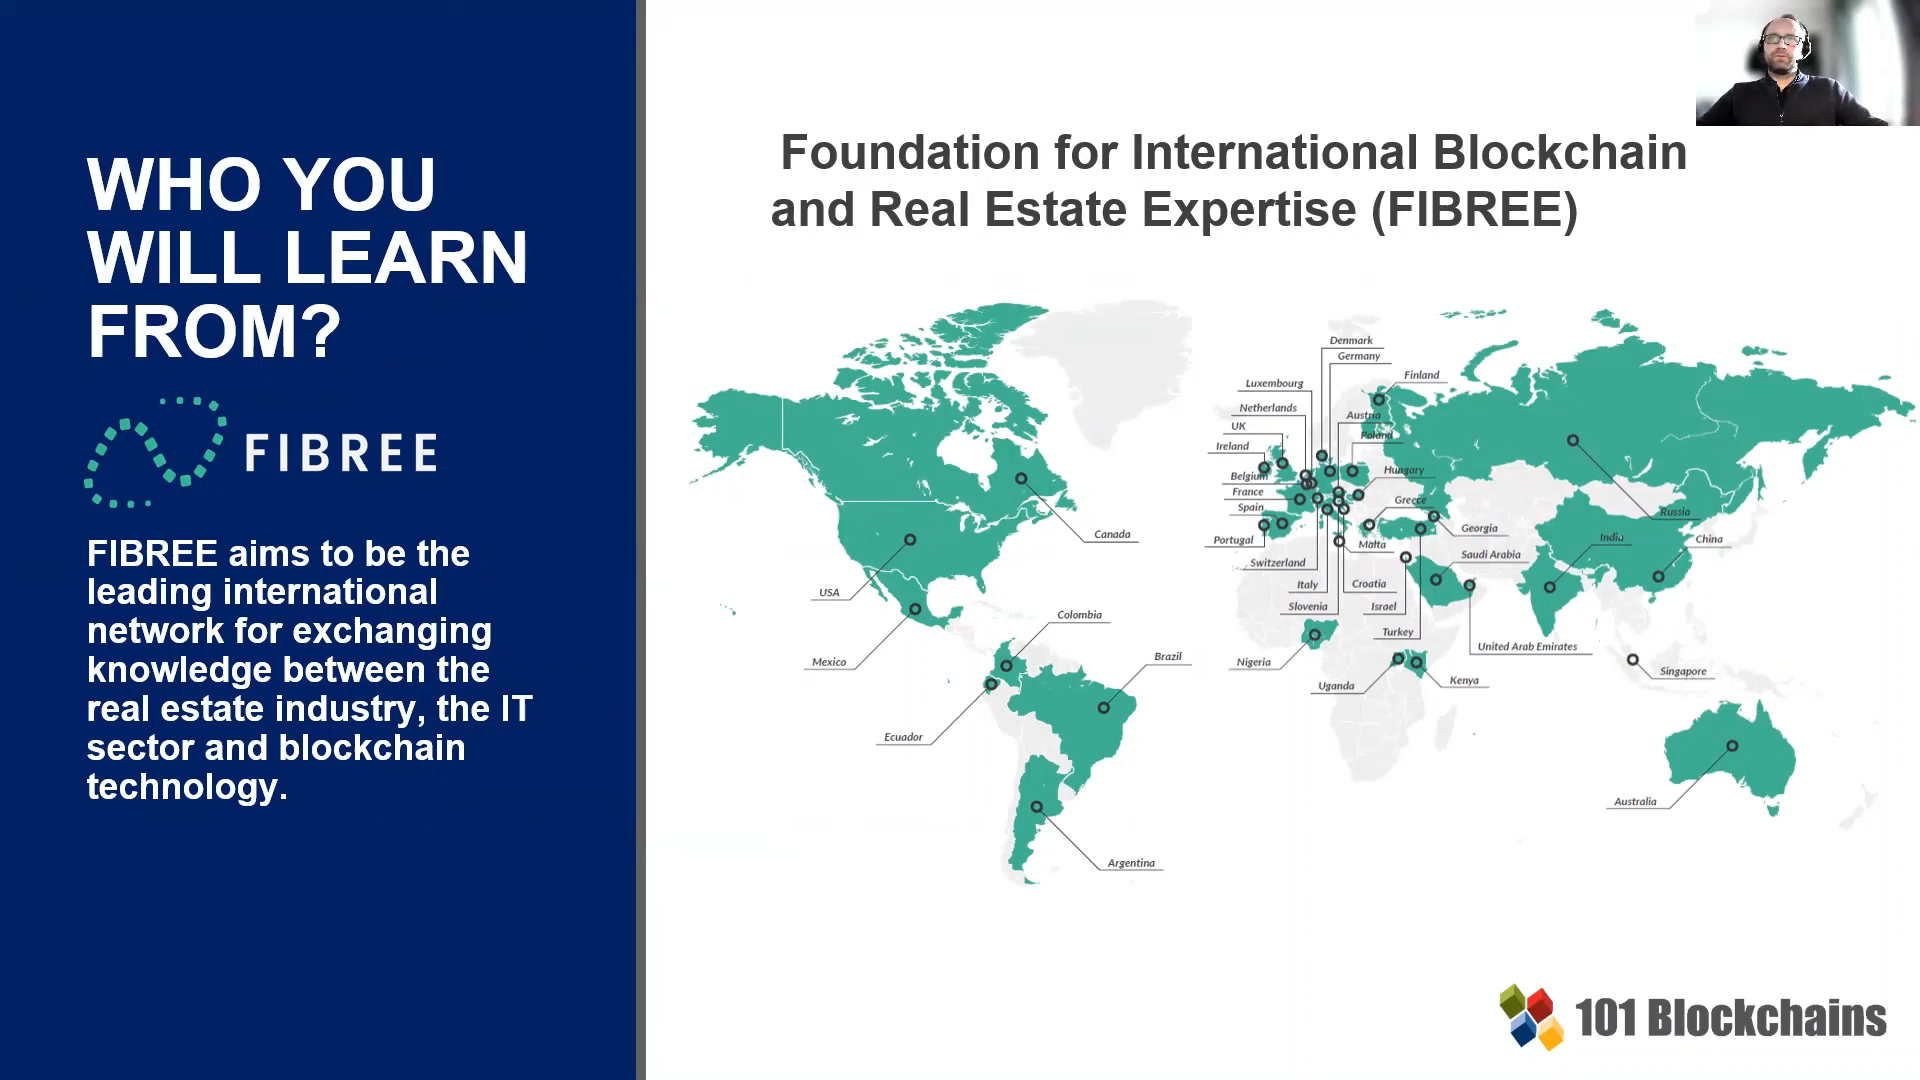 WHO YOU
WILL LEARN
FROM?
FIBREE
FIBREE aims to be the
leading international
network for exchanging
knowledge between the
real estate industry, the IT
sector and blockchain
technology.
Foundation for International Blockchain
and Real Estate Expertise (FIBREE)
Canada
USA
Mexico
Colombia
Brazil
Ecuador
Argentina
Denmark
Germany
Finland
Luxembourg
Netherlands
Austria
UK
Poland
Ireland
Belgium
Hungary
France
Greece
Spain
Georgia
Portugal
Malta
Switzerland
Saudi Arabia
Italy
Croatia
Slovenia
Israel
Turkey
United Arab Emirates
Nigeria
Uganda
Kenya
Russia
India
China
Singapore
Australia
101 Blockchains